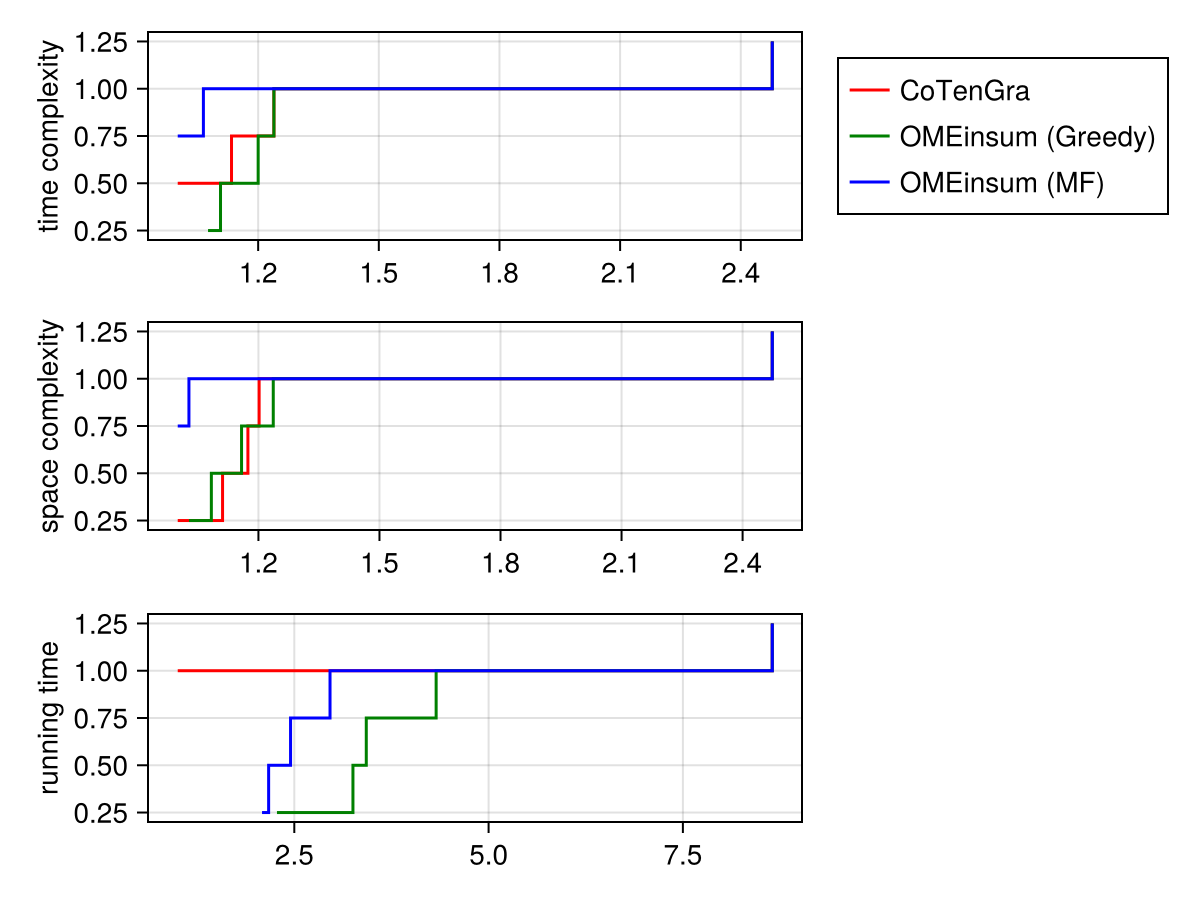 time complexity
1.25
1.00
0.75
0.50
0.25
1.2 1.5 1.8 2.1 2.4
CoTenGra
OMEinsum (Greedy)
OMEinsum (MF)
space complexity
1.25
1.00
0.75
0.50
0.25
1.2 1.5 1.8 2.1 2.4
running time
1.25
1.00
0.75
0.50
0.25
2.5 5.0 7.5